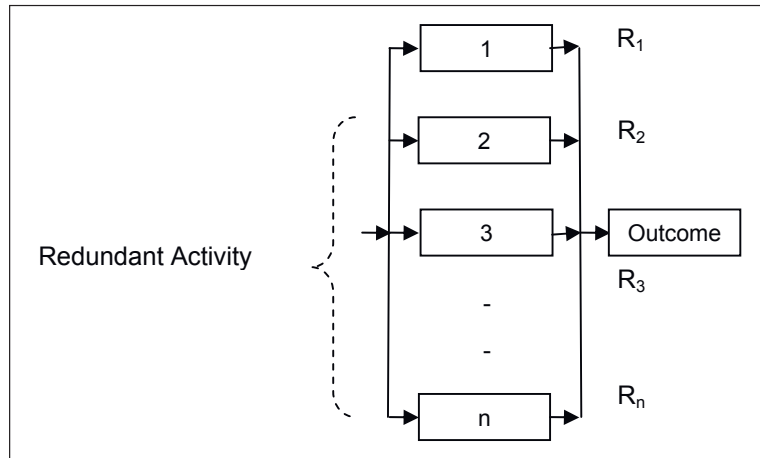 1
R₁
2
R₂
3
Outcome
Redundant Activity
R₃
-
-
n
Rₙ